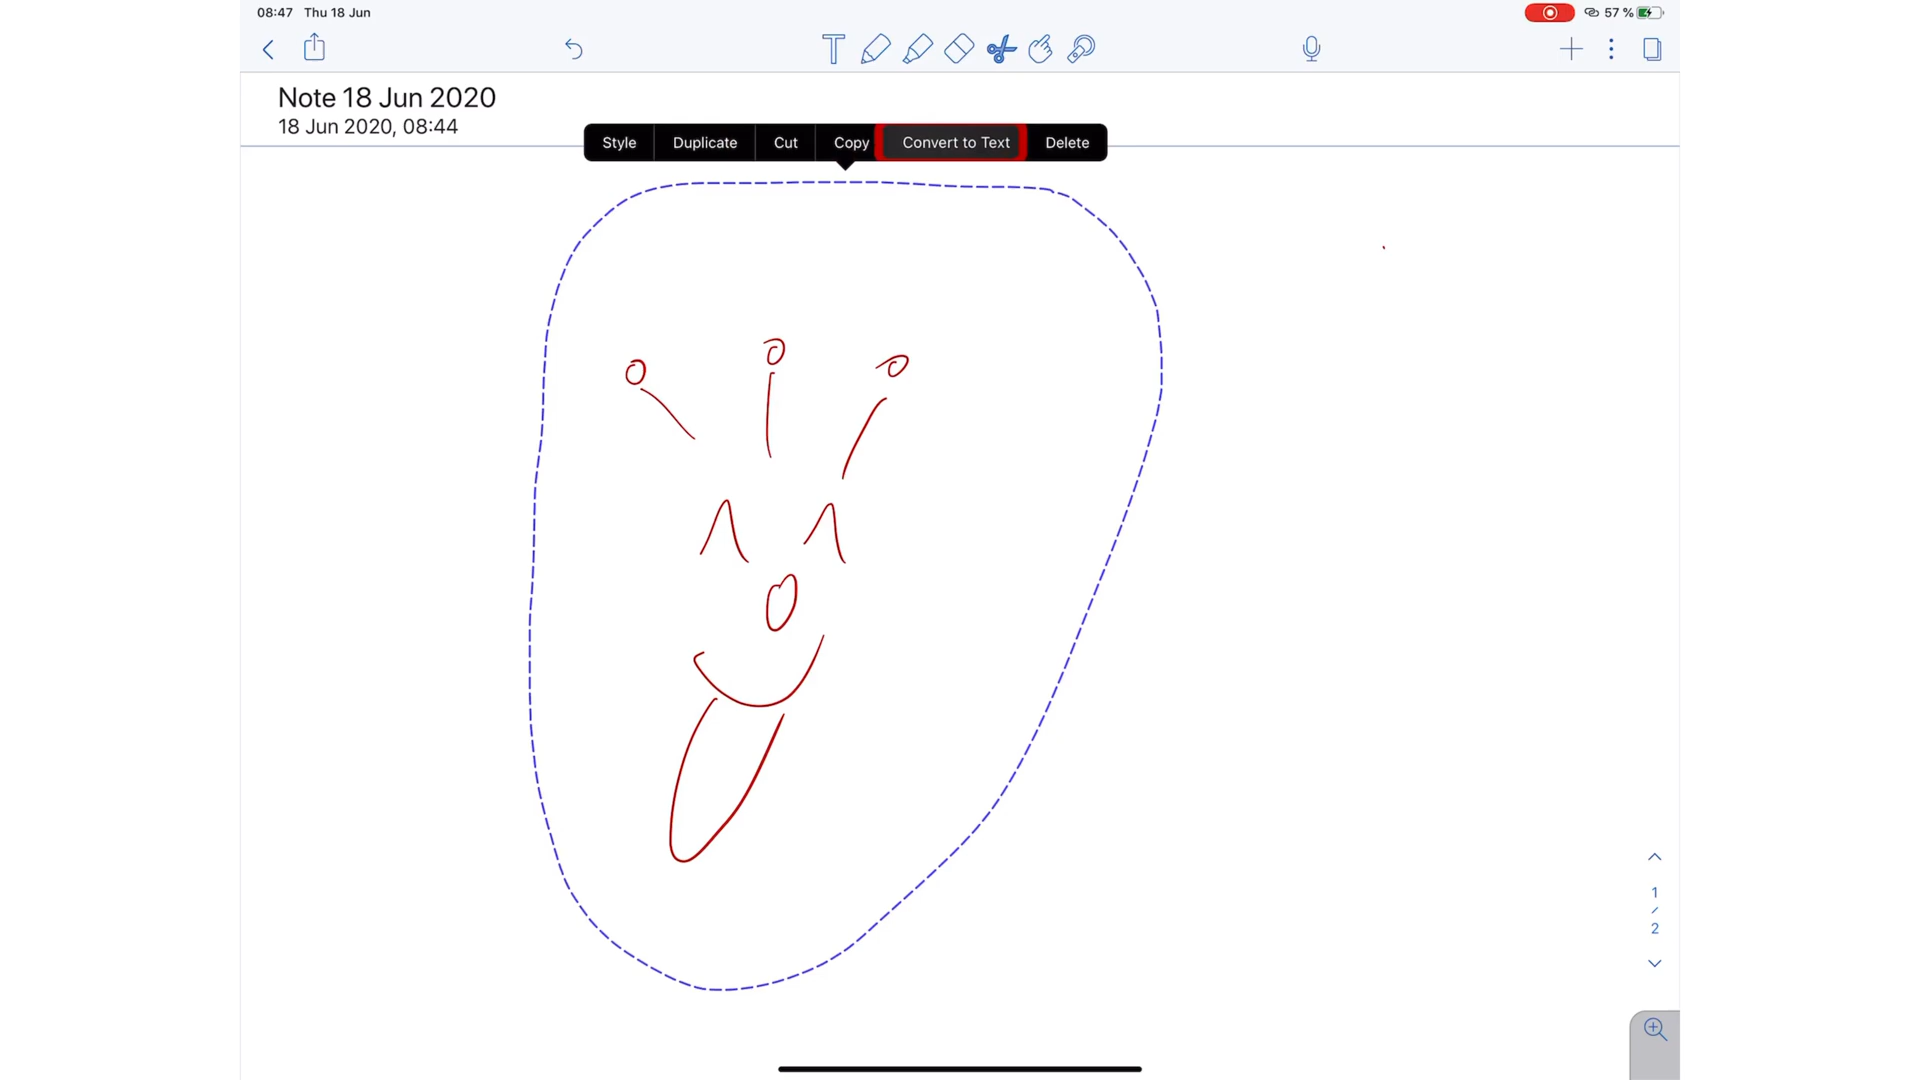 08:47 Thu 18 Jun
57 %
Note 18 Jun 2020
18 Jun 2020, 08:44
Style Duplicate Cut Copy Convert to Text Delete
1
/
2